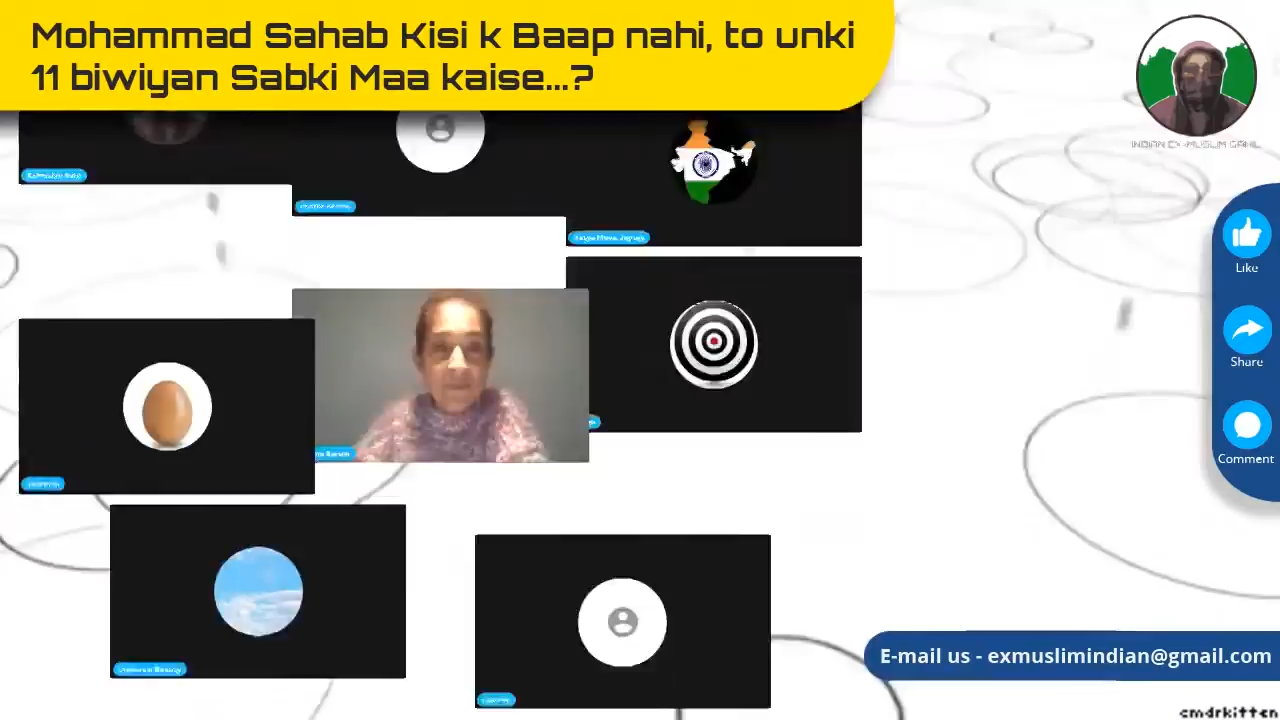 Mohammad Sahab Kisi k Baap nahi, to unki
11 biwiyan Sabki Maa kaise...?
INDIAN EX-MUSLIM SAHIL
Like
Share
Comment
E-mail us - exmuslimindian@gmail.com
cmdrkitten